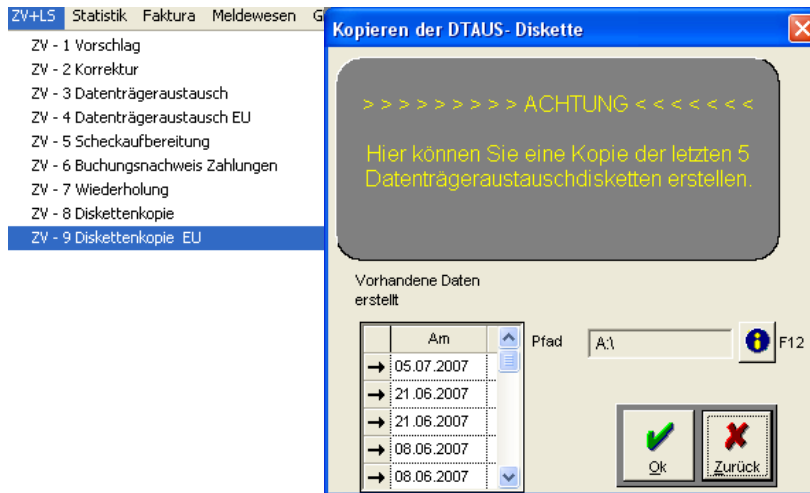 ZV+LS Statistik Faktura Meldewesen G
ZV - 1 Vorschlag
ZV - 2 Korrektur
ZV - 3 Datenträgeraustausch
ZV - 4 Datenträgeraustausch EU
ZV - 5 Scheckaufbereitung
ZV - 6 Buchungsnachweis Zahlungen
ZV - 7 Wiederholung
ZV - 8 Diskettenkopie
ZV - 9 Diskettenkopie EU
Kopieren der DTAUS- Diskette
> > > > > > > > > ACHTUNG < < < < < < <
Hier können Sie eine Kopie der letzten 5
Datenträgeraustauschdisketten erstellen.
Vorhandene Daten
erstellt
Am
05.07.2007
21.06.2007
21.06.2007
08.06.2007
08.06.2007
Pfad A:\ F12
Ok Zurück